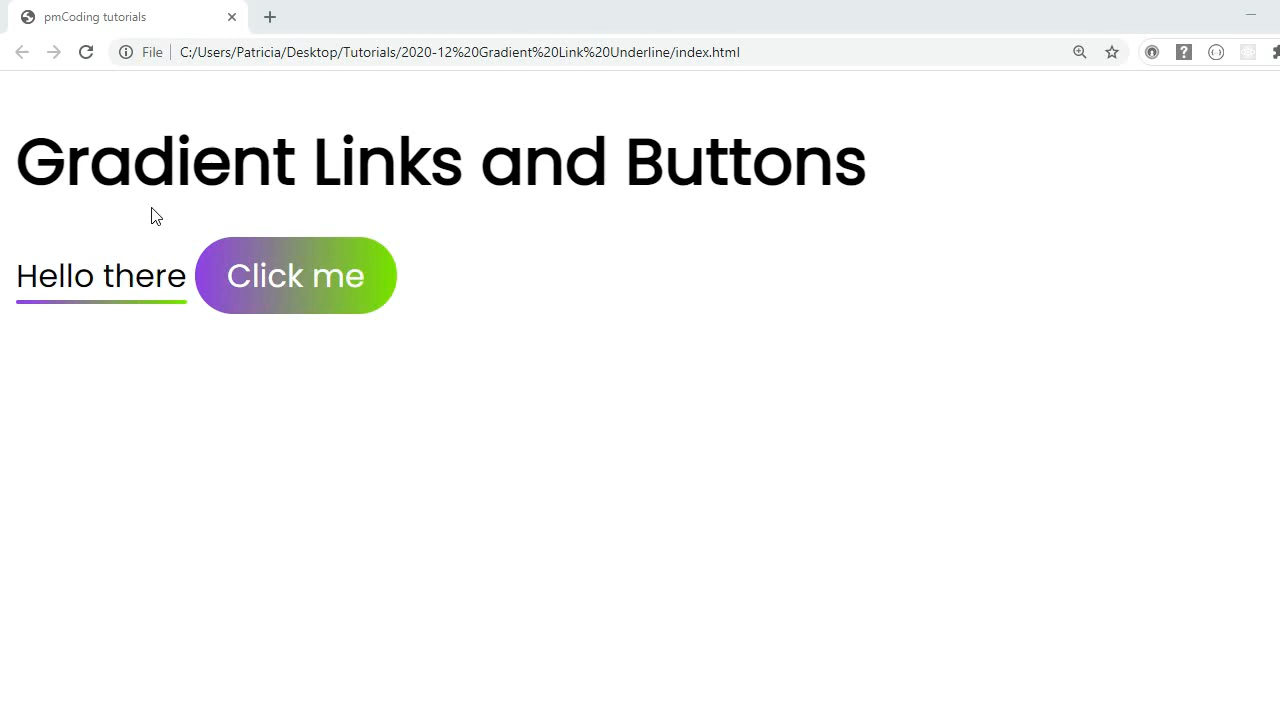 pmCoding tutorials
File C:/Users/Patricia/Desktop/Tutorials/2020-12%20Gradient%20Link%20Underline/index.html
Gradient Links and Buttons
Hello there Click me